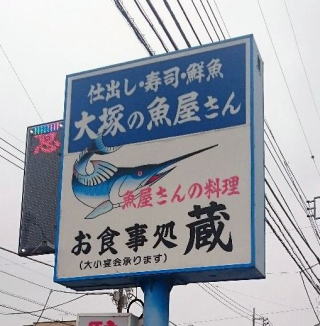 仕出し・寿司・鮮魚
大塚の魚屋さん
魚屋さんの料理
お食事処 蔵
(大小宴会承ります)